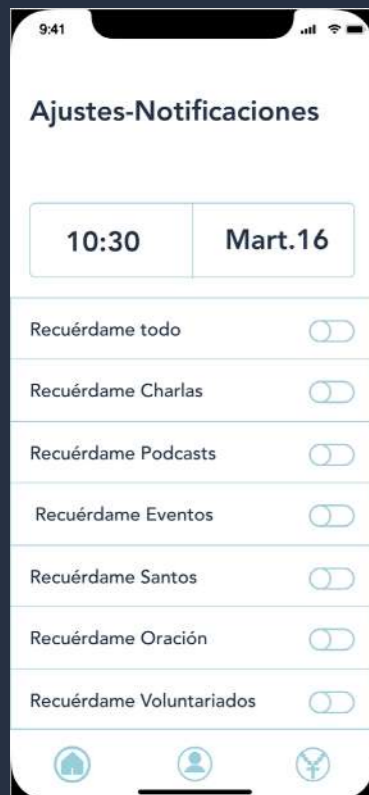 9:41
Ajustes-Notificaciones
10:30 Mart.16
Recuérdame todo
Recuérdame Charlas
Recuérdame Podcasts
Recuérdame Eventos
Recuérdame Santos
Recuérdame Oración
Recuérdame Voluntariados